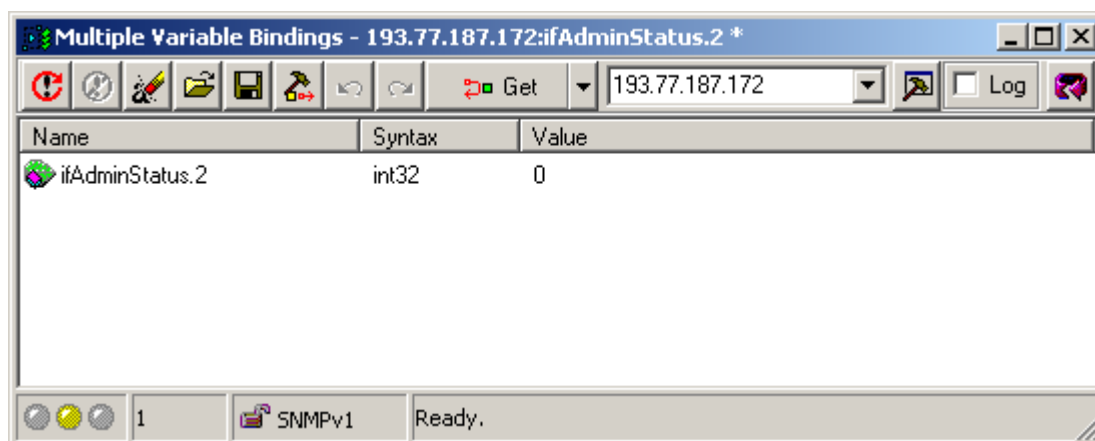 Multiple Variable Bindings - 193.77.187.172:ifAdminStatus.2 *
Get 193.77.187.172 Log
Name Syntax Value
ifAdminStatus.2 int32 0
1 SNMPv1 Ready.